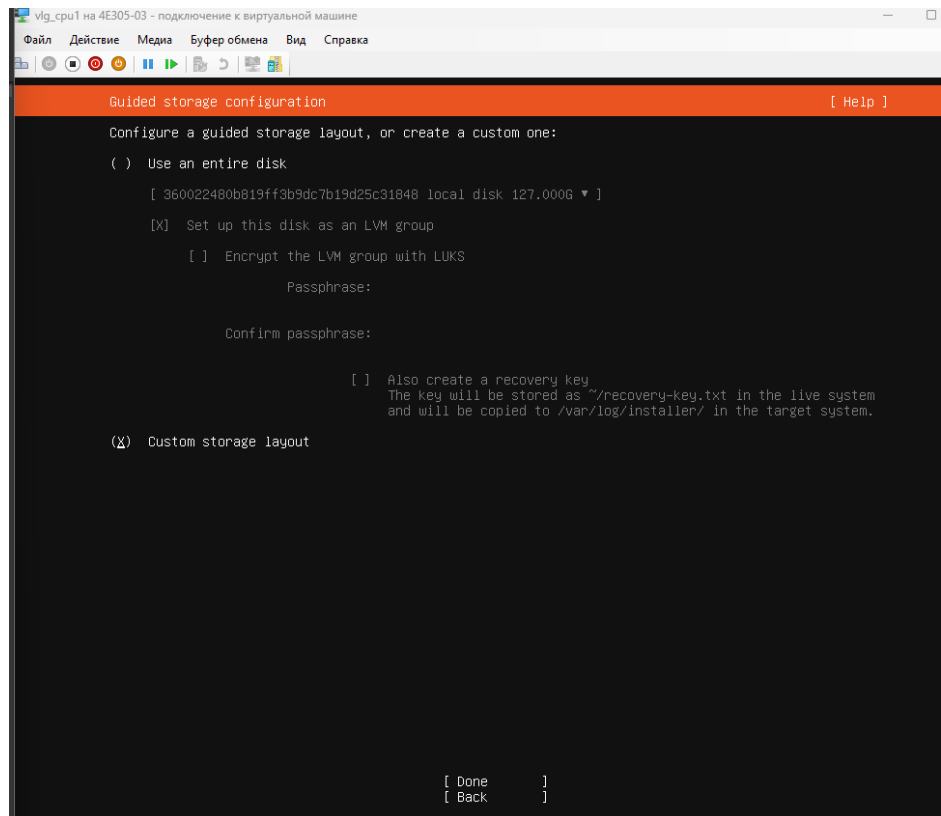 vlg_cpu1 на 4E305-03 - подключение к виртуальной машине
Файл Действие Медиа Буфер обмена Вид Справка
Guided storage configuration [ Help ]
Configure a guided storage layout, or create a custom one:
( ) Use an entire disk
[ 360022480b819ff3b9dc7b19d25c31848 local disk 127.000G ▾ ]
[X] Set up this disk as an LVM group
[ ] Encrypt the LVM group with LUKS
Passphrase:
Confirm passphrase:
[ ] Also create a recovery key
The key will be stored as ~/recovery-key.txt in the live system
and will be copied to /var/log/installer/ in the target system.
(X) Custom storage layout
[ Done ]
[ Back ]